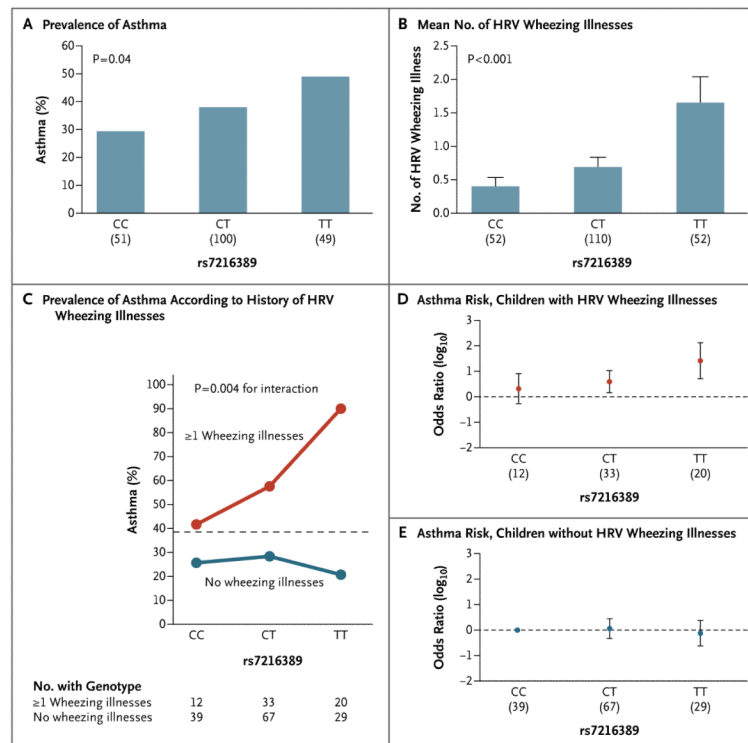 A Prevalence of Asthma
60
50
40
30
20
10
0
Asthma (%)
P=0.04
CC
CT
TT
(51)
(100)
(49)
rs7216389
B Mean No. of HRV Wheezing Illnesses
2.5
2.0
1.5
1.0
0.5
0.0
No. of HRV Wheezing Illness
P<0.001
CC
CT
TT
(52)
(110)
(52)
rs7216389
C Prevalence of Asthma According to History of HRV
Wheezing Illnesses
100
90
80
70
60
50
40
30
20
10
0
Asthma (%)
P=0.004 for interaction
≥1 Wheezing illnesses
No wheezing illnesses
CC
CT
TT
rs7216389
No. with Genotype
≥1 Wheezing illnesses 12 33 20
No wheezing illnesses 39 67 29
D Asthma Risk, Children with HRV Wheezing Illnesses
3
2
1
0
−1
−2
Odds Ratio (log10)
CC
CT
TT
(12)
(33)
(20)
rs7216389
E Asthma Risk, Children without HRV Wheezing Illnesses
3
2
1
0
−1
−2
Odds Ratio (log10)
CC
CT
TT
(39)
(67)
(29)
rs7216389